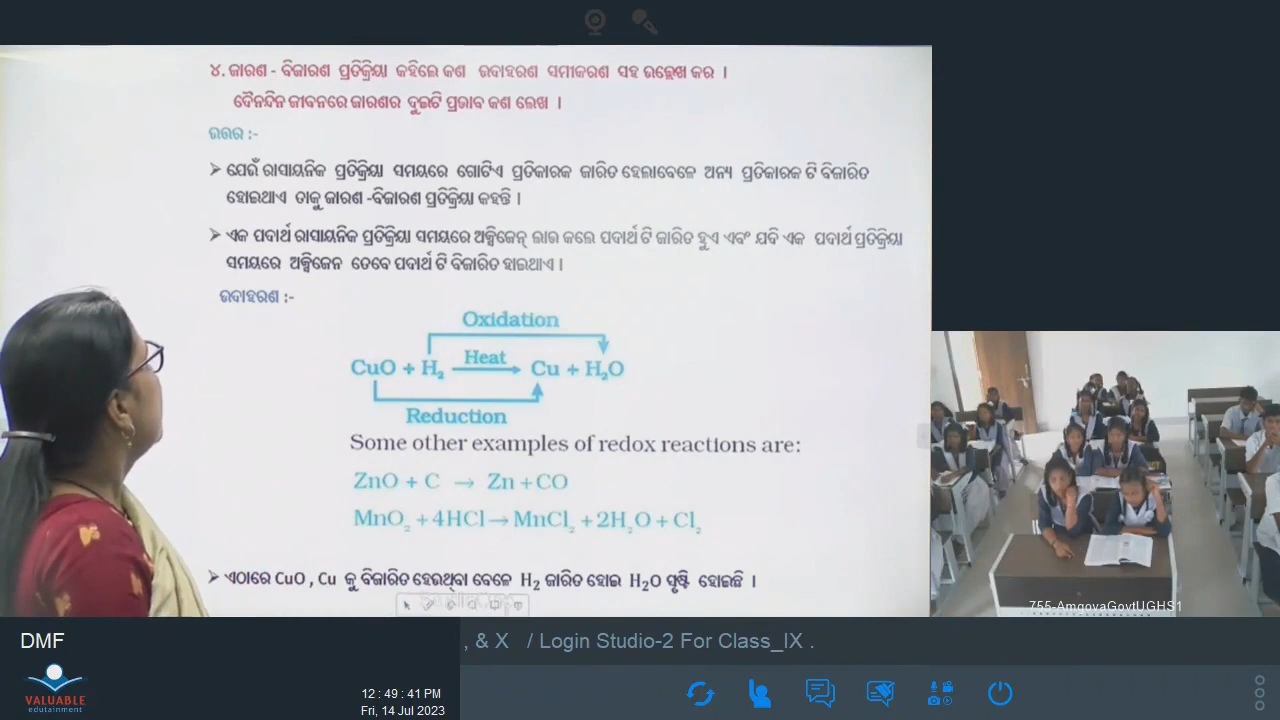 ୪. ଜାରଣ - ବିଜାରଣ ପ୍ରତିକ୍ରିୟା କହିଲେ କଣ ଉଦାହରଣ ସମୀକରଣ ସହ ଉଲ୍ଲେଖ କର ।
ଦୈନନ୍ଦିନ ଜୀବନରେ ଜାରଣର ଦୁଇଟି ପ୍ରଭାବ କଣ ଲେଖ ।
ଉତ୍ତର :-
➢ ଯେଉଁ ରାସାୟନିକ ପ୍ରତିକ୍ରିୟା ସମୟରେ ଗୋଟିଏ ପ୍ରତିକାରକ ଜାରିତ ହେଲାବେଳେ ଅନ୍ୟ ପ୍ରତିକାରକ ଟି ବିଜାରିତ
ହୋଇଥାଏ ତାକୁ ଜାରଣ -ବିଜାରଣ ପ୍ରତିକ୍ରିୟା କହନ୍ତି ।
➢ ଏକ ପଦାର୍ଥ ରାସାୟନିକ ପ୍ରତିକ୍ରିୟା ସମୟରେ ଅକ୍ସିଜେନ୍ ଲାଭ କଲେ ପଦାର୍ଥ ଟି ଜାରିତ ହୁଏ ଏବଂ ଯଦି ଏକ ପଦାର୍ଥ ପ୍ରତିକ୍ରିୟା
ସମୟରେ ଅକ୍ସିଜେନ ତେବେ ପଦାର୍ଥ ଟି ବିଜାରିତ ହାଇଥାଏ ।
ଉଦାହରଣ :-
Oxidation
CuO + H₂ Heat → Cu + H₂O
Reduction
Some other examples of redox reactions are:
ZnO + C → Zn + CO
MnO₂ + 4HCl → MnCl₂ + 2H₂O + Cl₂
➢ ଏଠାରେ CuO , Cu କୁ ବିଜାରିତ ହେଉଥିବା ବେଳେ H₂ ଜାରିତ ହୋଇ H₂O ସୃଷ୍ଟି ହୋଇଛି ।
755-AmgovaGovtUGHS1
DMF
, & X / Login Studio-2 For Class_IX .
VALUABLE
edutainment
12 : 49 : 41 PM
Fri, 14 Jul 2023